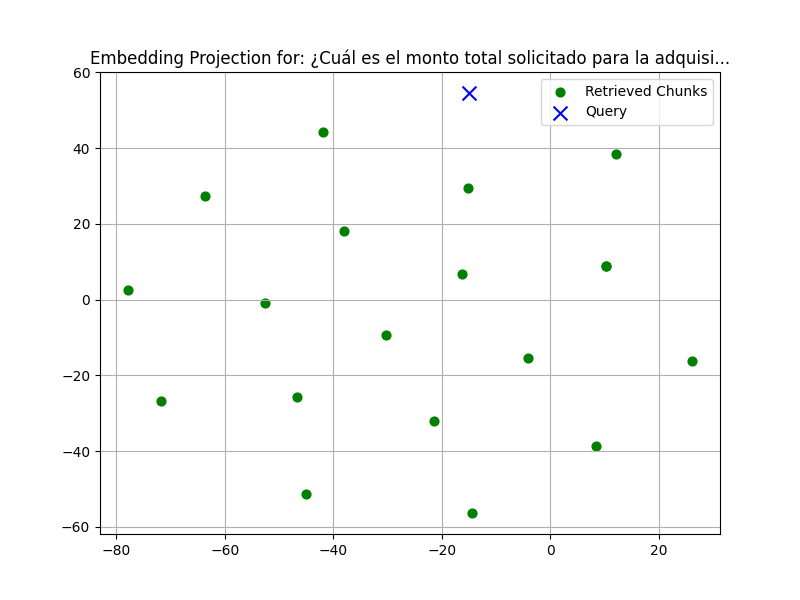 Embedding Projection for: ¿Cuál es el monto total solicitado para la adquisi...
Retrieved Chunks
Query
60
40
20
0
−20
−40
−60
−80 −60 −40 −20 0 20